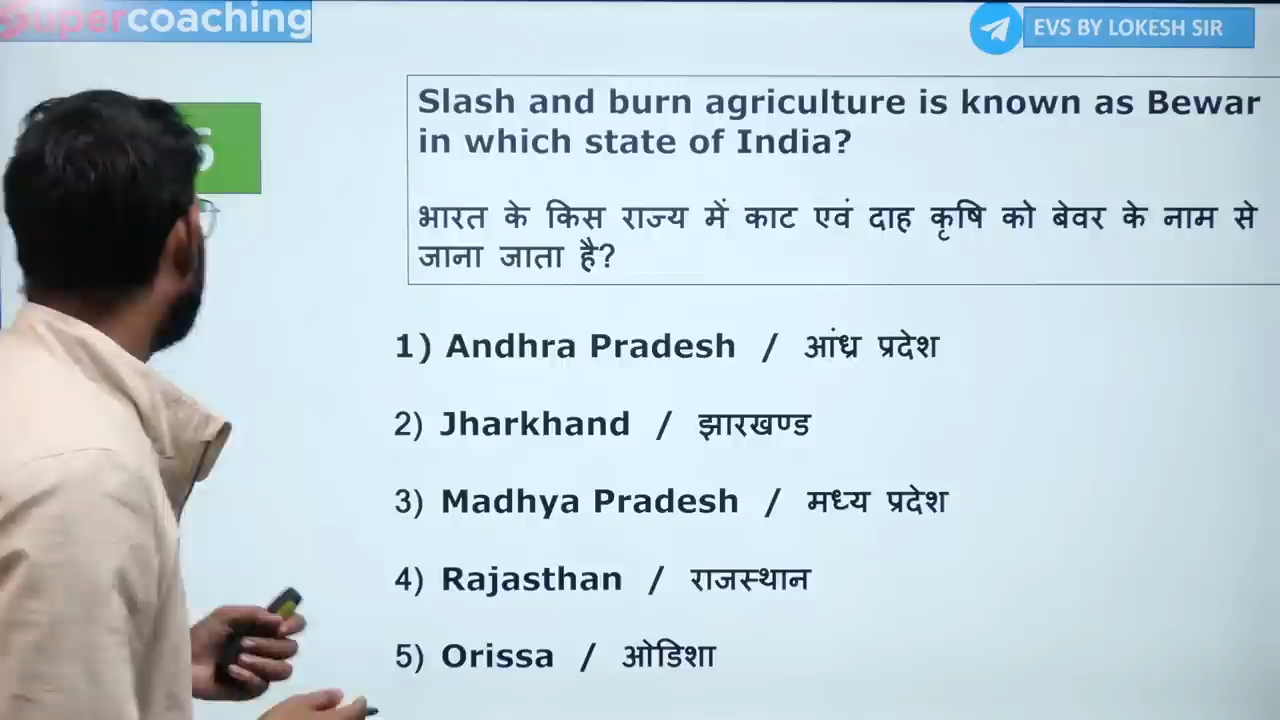 Supercoaching
EVS BY LOKESH SIR
Slash and burn agriculture is known as Bewar
in which state of India?
भारत के किस राज्य में काट एवं दाह कृषि को बेवर के नाम से
जाना जाता है?
1) Andhra Pradesh / आंध्र प्रदेश
2) Jharkhand / झारखण्ड
3) Madhya Pradesh / मध्य प्रदेश
4) Rajasthan / राजस्थान
5) Orissa / ओडिशा